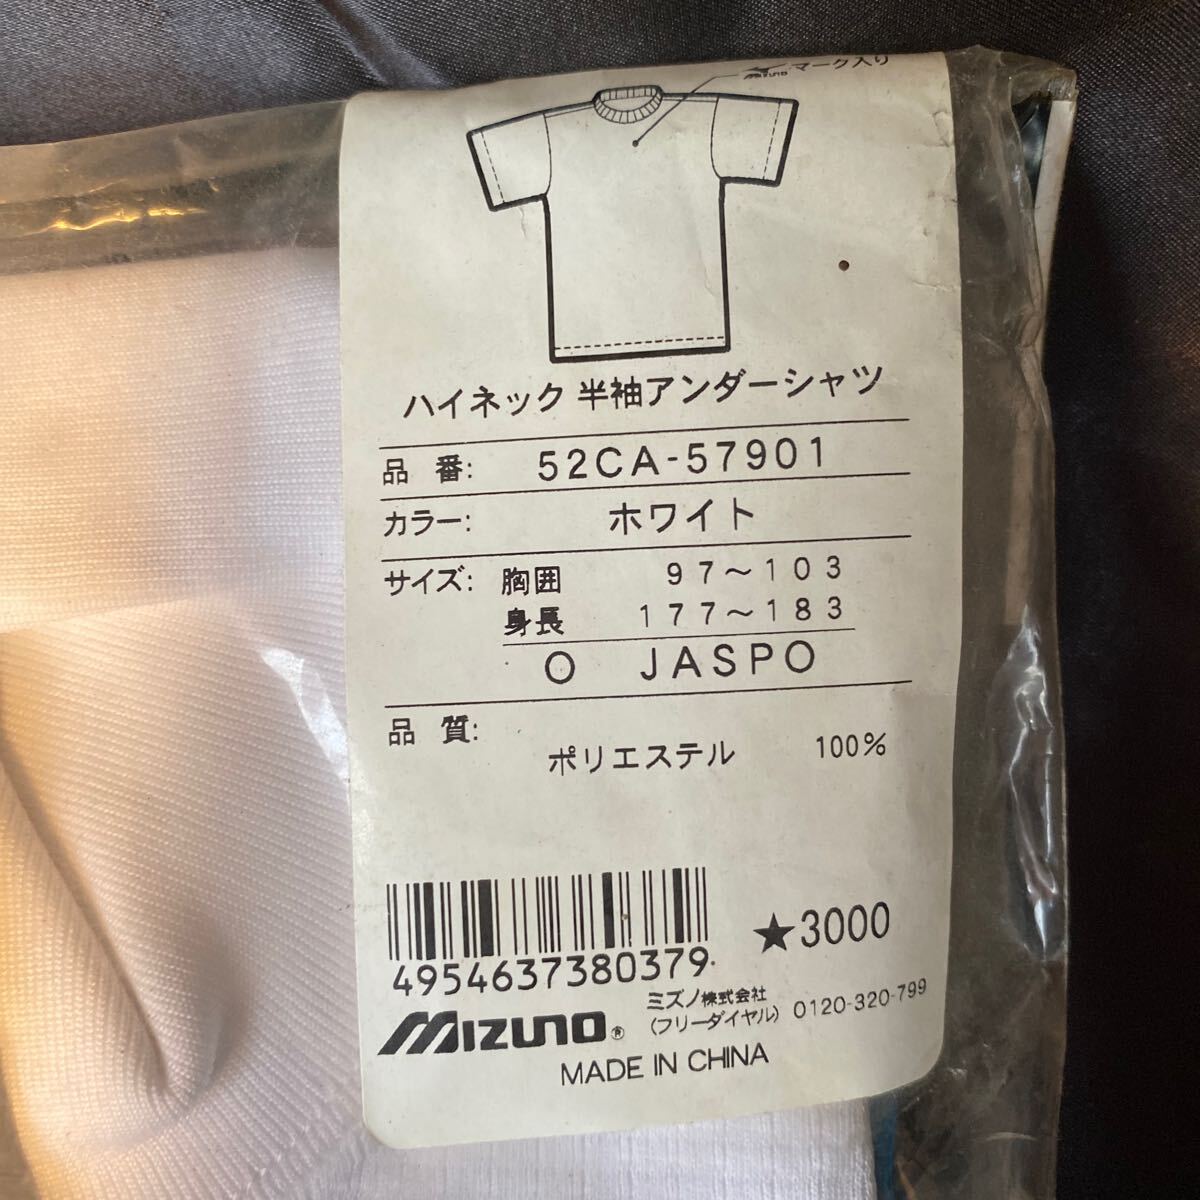 mizuno マーク入り
ハイネック 半袖アンダーシャツ
品 番: 52CA-57901
カラー: ホワイト
サイズ: 胸囲 97～103
身長 177～183
O JASPO
品 質:
ポリエステル 100%
★3000
4954637380379
ミズノ株式会社
MIZUNO® (フリーダイヤル) 0120-320-799
MADE IN CHINA